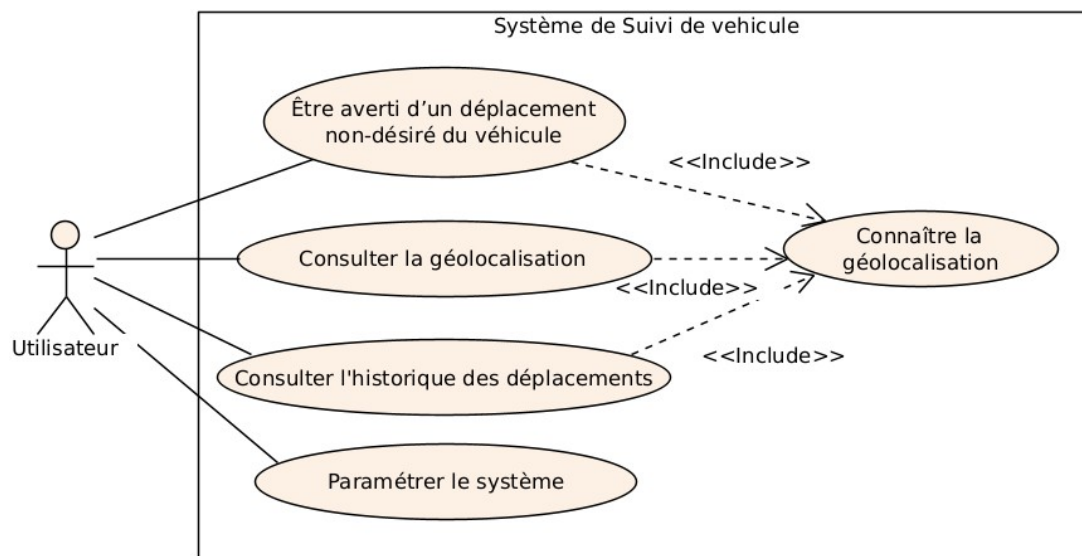 Système de Suivi de vehicule
Être averti d’un déplacement
non-désiré du véhicule
<<Include>>
Connaître la
géolocalisation
Consulter la géolocalisation
<<Include>>
Utilisateur
<<Include>>
Consulter l'historique des déplacements
Paramétrer le système